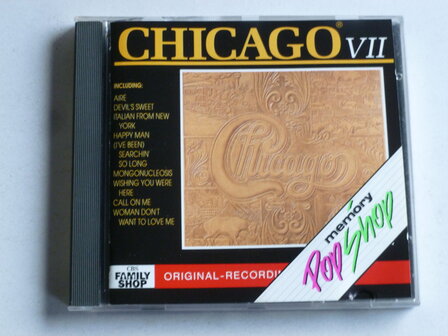 CHICAGO® VII
INCLUDING:
AIRE
DEVIL'S SWEET
ITALIAN FROM NEW
YORK
HAPPY MAN
(I'VE BEEN)
SEARCHIN'
SO LONG
MONGONUCLEOSIS
WISHING YOU WERE
HERE
CALL ON ME
WOMAN DON'T
WANT TO LOVE ME
Chicago
memory
Pop Shop
CBS
FAMILY
SHOP
ORIGINAL-RECORDIN